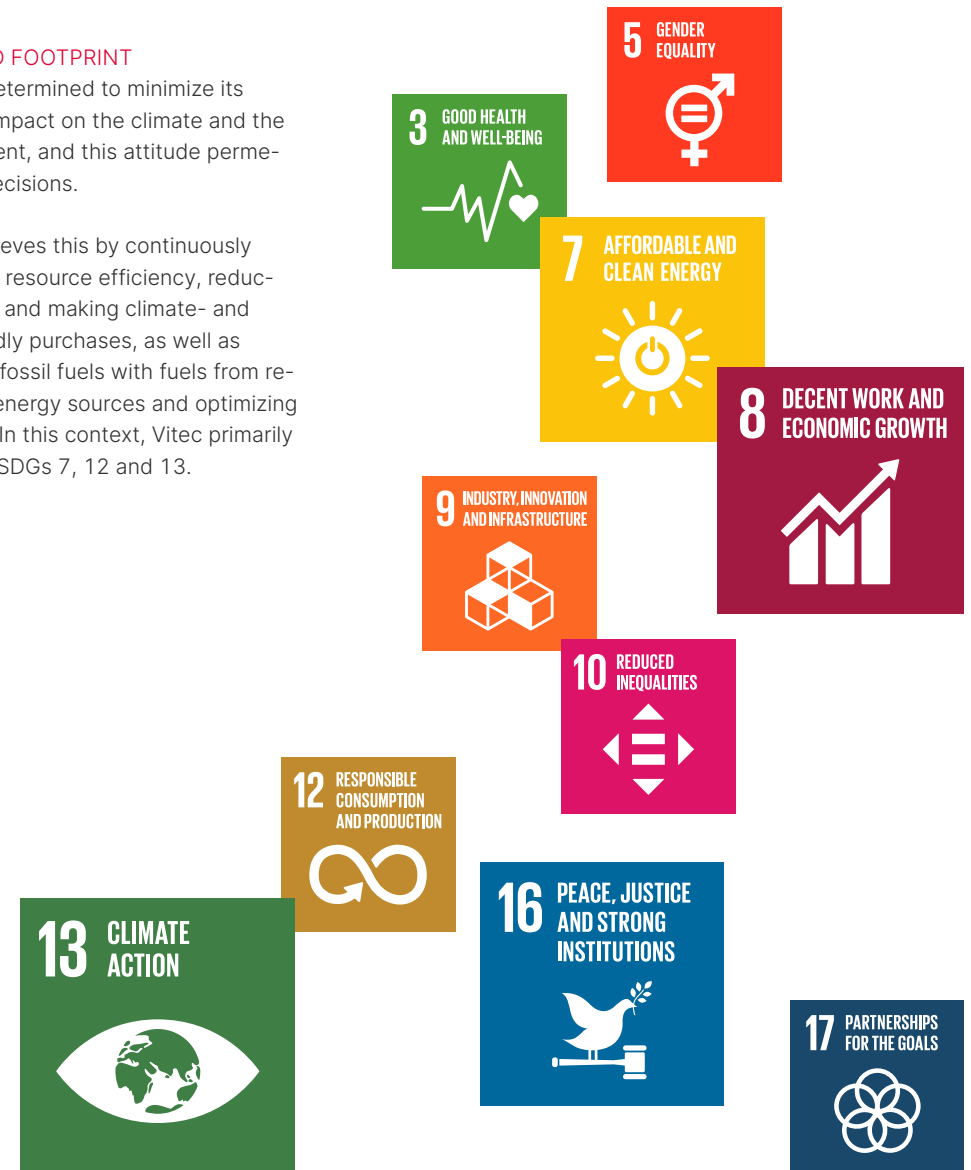 D FOOTPRINT
etermined to minimize its
mpact on the climate and the
ent, and this attitude perme-
ecisions.
ieves this by continuously
resource efficiency, reduc-
and making climate- and
dly purchases, as well as
fossil fuels with fuels from re-
energy sources and optimizing
In this context, Vitec primarily
SDGs 7, 12 and 13.
5 GENDER
EQUALITY
3 GOOD HEALTH
AND WELL-BEING
7 AFFORDABLE AND
CLEAN ENERGY
8 DECENT WORK AND
ECONOMIC GROWTH
9 INDUSTRY, INNOVATION
AND INFRASTRUCTURE
10 REDUCED
INEQUALITIES
12 RESPONSIBLE
CONSUMPTION
AND PRODUCTION
16 PEACE, JUSTICE
AND STRONG
INSTITUTIONS
13 CLIMATE
ACTION
17 PARTNERSHIPS
FOR THE GOALS